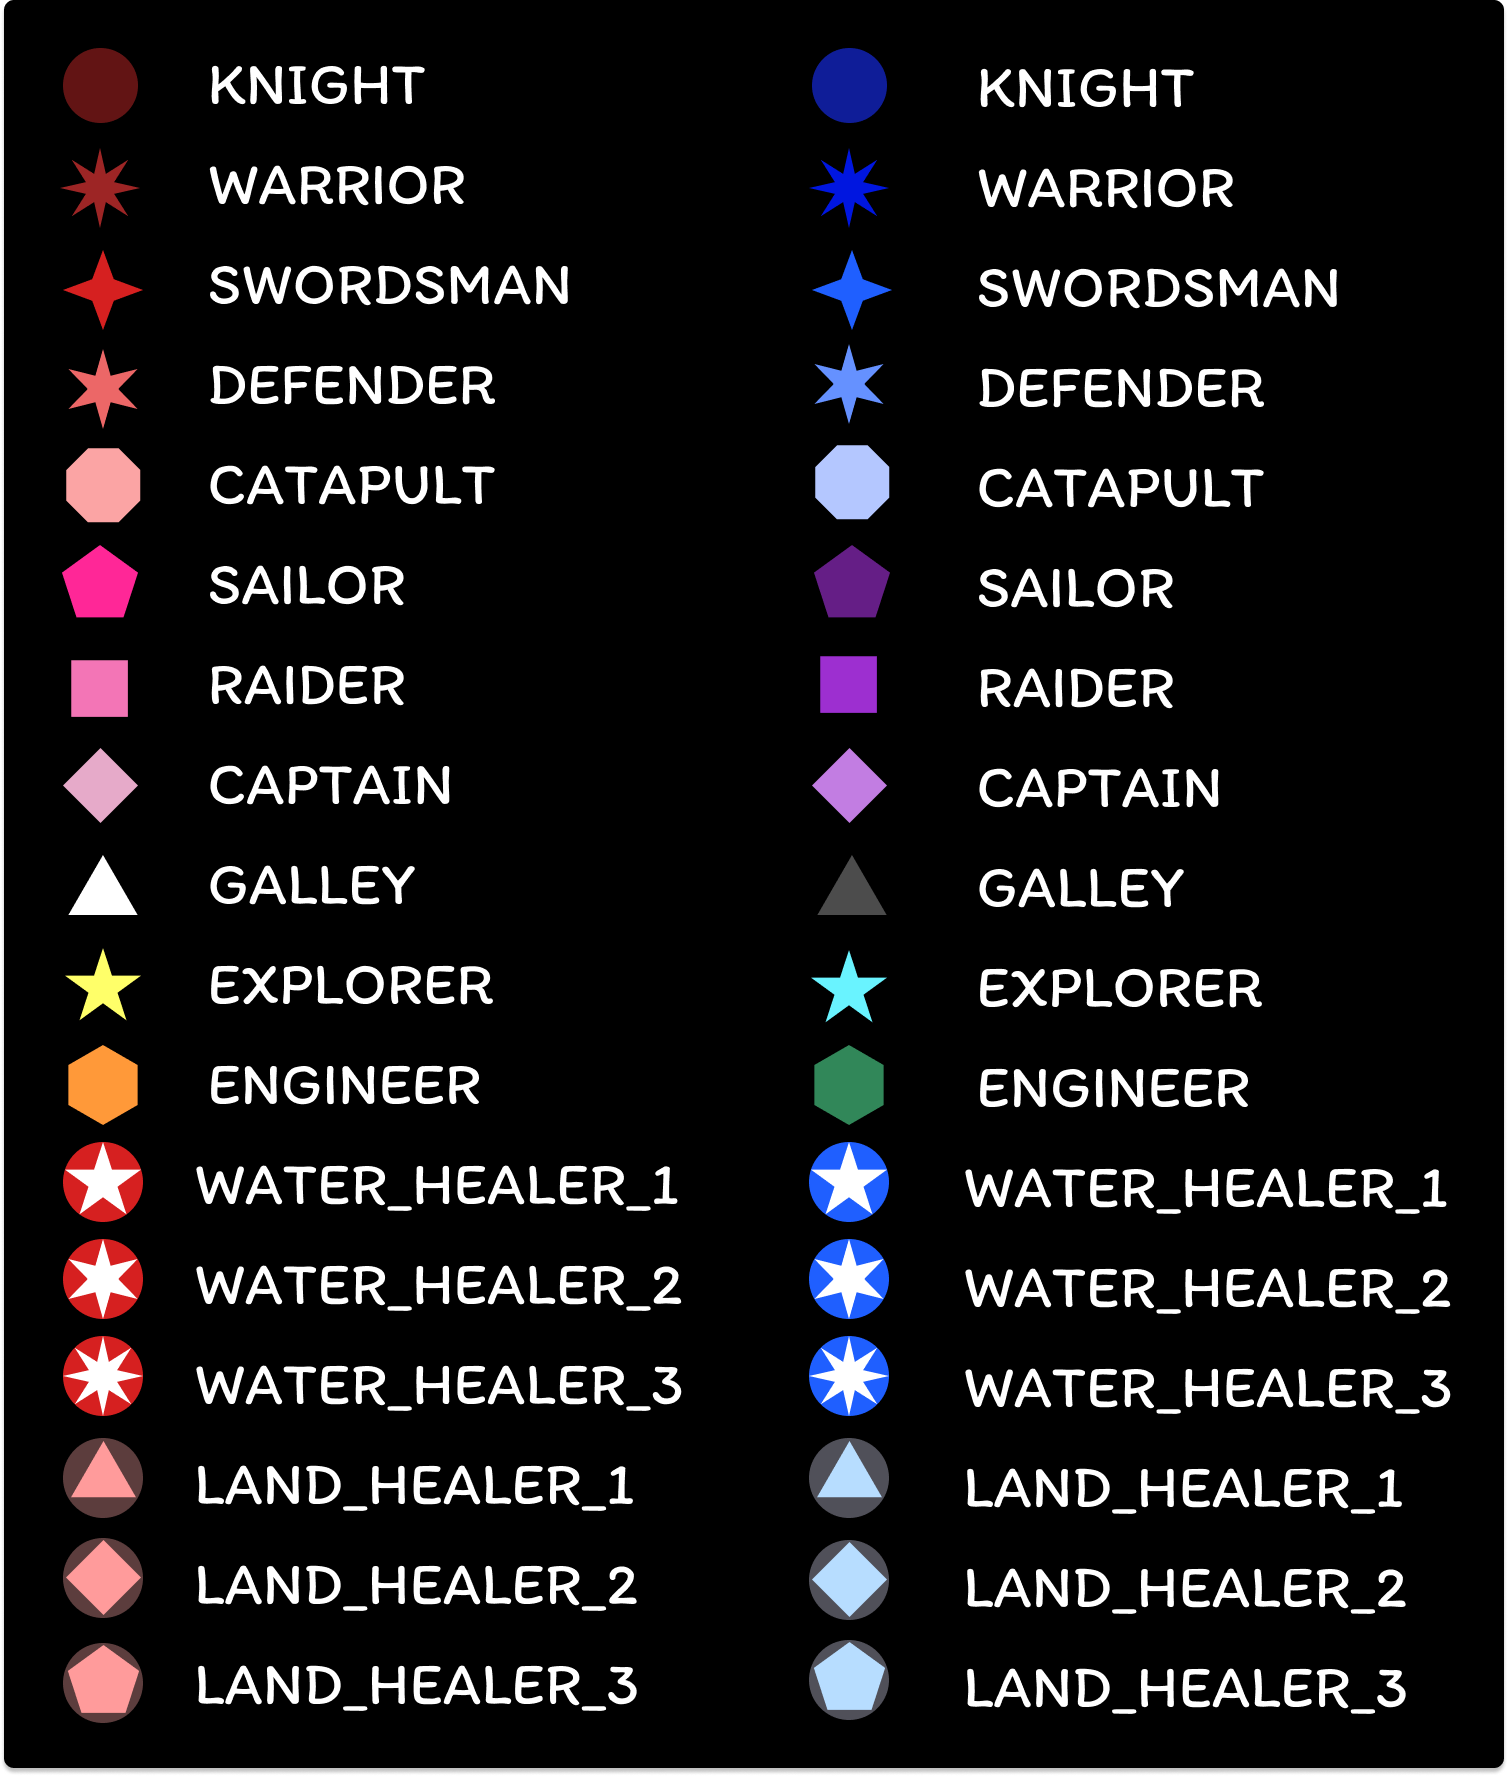 KNIGHT
WARRIOR
SWORDSMAN
DEFENDER
CATAPULT
SAILOR
RAIDER
CAPTAIN
GALLEY
EXPLORER
ENGINEER
WATER_HEALER_1
WATER_HEALER_2
WATER_HEALER_3
LAND_HEALER_1
LAND_HEALER_2
LAND_HEALER_3
KNIGHT
WARRIOR
SWORDSMAN
DEFENDER
CATAPULT
SAILOR
RAIDER
CAPTAIN
GALLEY
EXPLORER
ENGINEER
WATER_HEALER_1
WATER_HEALER_2
WATER_HEALER_3
LAND_HEALER_1
LAND_HEALER_2
LAND_HEALER_3